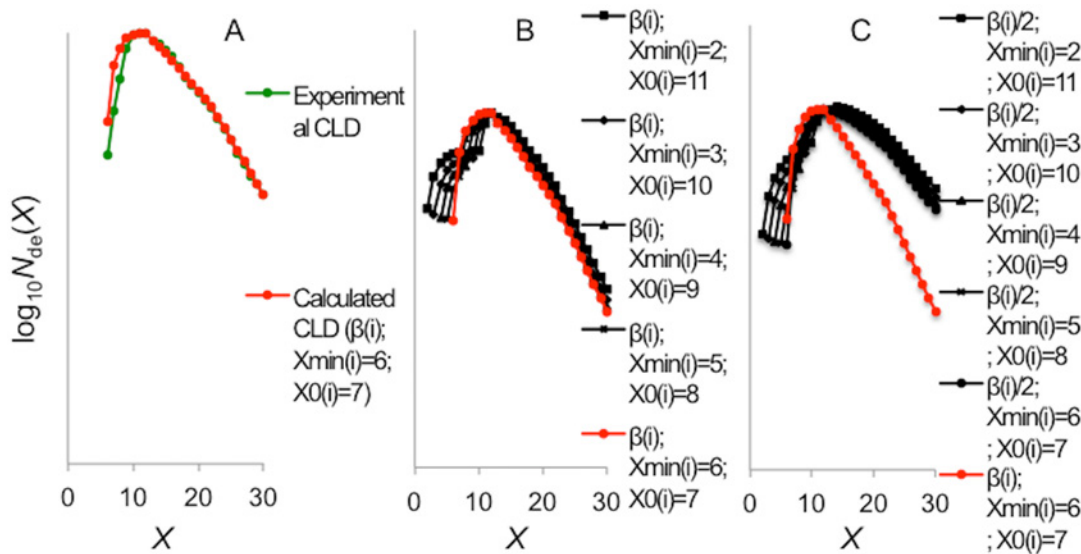 A
B
C
log10Nde(X)
Experiment
al CLD
Calculated
CLD (β(i);
Xmin(i)=6;
X0(i)=7)
0
10
20
30
X
β(i);
Xmin(i)=2;
X0(i)=11
β(i);
Xmin(i)=3;
X0(i)=10
β(i);
Xmin(i)=4;
X0(i)=9
β(i);
Xmin(i)=5;
X0(i)=8
β(i);
Xmin(i)=6;
X0(i)=7
0
10
20
30
X
β(i)/2;
Xmin(i)=2
; X0(i)=11
β(i)/2;
Xmin(i)=3
; X0(i)=10
β(i)/2;
Xmin(i)=4
; X0(i)=9
β(i)/2;
Xmin(i)=5
; X0(i)=8
β(i)/2;
Xmin(i)=6
; X0(i)=7
β(i);
Xmin(i)=6
; X0(i)=7
0
10
20
30
X